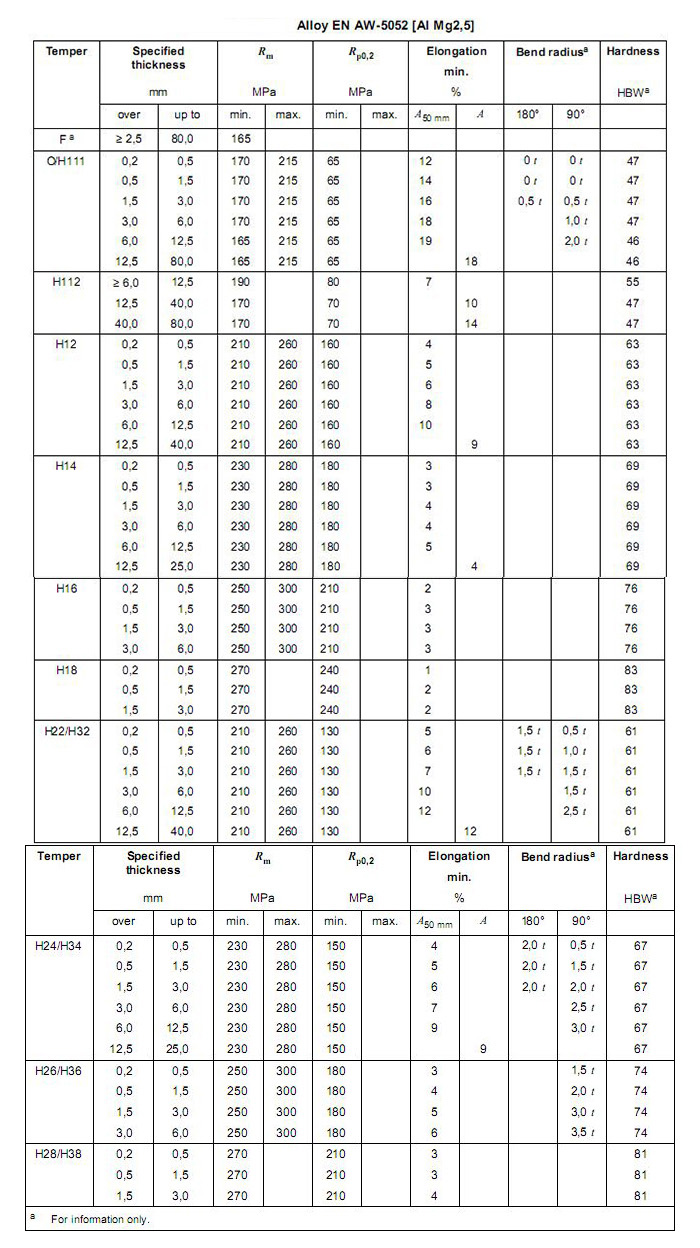 Alloy EN AW-5052 [Al Mg2,5]
Temper Specified thickness Rm Rp0,2 Elongation min. Bend radiusa Hardness
mm MPa MPa % HBWa
over up to min. max. min. max. A50 mm A 180° 90°
F a ≥ 2,5 80,0 165
O/H111 0,2 0,5 170 215 65 12 0 t 0 t 47
0,5 1,5 170 215 65 14 0 t 0 t 47
1,5 3,0 170 215 65 16 0,5 t 0,5 t 47
3,0 6,0 170 215 65 18 1,0 t 47
6,0 12,5 165 215 65 19 2,0 t 46
12,5 80,0 165 215 65 18 46
H112 ≥ 6,0 12,5 190 80 7 55
12,5 40,0 170 70 10 47
40,0 80,0 170 70 14 47
H12 0,2 0,5 210 260 160 4 63
0,5 1,5 210 260 160 5 63
1,5 3,0 210 260 160 6 63
3,0 6,0 210 260 160 8 63
6,0 12,5 210 260 160 10 63
12,5 40,0 210 260 160 9 63
H14 0,2 0,5 230 280 180 3 69
0,5 1,5 230 280 180 3 69
1,5 3,0 230 280 180 4 69
3,0 6,0 230 280 180 4 69
6,0 12,5 230 280 180 5 69
12,5 25,0 230 280 180 4 69
H16 0,2 0,5 250 300 210 2 76
0,5 1,5 250 300 210 3 76
1,5 3,0 250 300 210 3 76
3,0 6,0 250 300 210 3 76
H18 0,2 0,5 270 240 1 83
0,5 1,5 270 240 2 83
1,5 3,0 270 240 2 83
H22/H32 0,2 0,5 210 260 130 5 1,5 t 0,5 t 61
0,5 1,5 210 260 130 6 1,5 t 1,0 t 61
1,5 3,0 210 260 130 7 1,5 t 1,5 t 61
3,0 6,0 210 260 130 10 1,5 t 61
6,0 12,5 210 260 130 12 2,5 t 61
12,5 40,0 210 260 130 12 61
Temper Specified thickness Rm Rp0,2 Elongation min. Bend radiusa Hardness
mm MPa MPa % HBWa
over up to min. max. min. max. A50 mm A 180° 90°
H24/H34 0,2 0,5 230 280 150 4 2,0 t 0,5 t 67
0,5 1,5 230 280 150 5 2,0 t 1,5 t 67
1,5 3,0 230 280 150 6 2,0 t 2,0 t 67
3,0 6,0 230 280 150 7 2,5 t 67
6,0 12,5 230 280 150 9 3,0 t 67
12,5 25,0 230 280 150 9 67
H26/H36 0,2 0,5 250 300 180 3 1,5 t 74
0,5 1,5 250 300 180 4 2,0 t 74
1,5 3,0 250 300 180 5 3,0 t 74
3,0 6,0 250 300 180 6 3,5 t 74
H28/H38 0,2 0,5 270 210 3 81
0,5 1,5 270 210 3 81
1,5 3,0 270 210 4 81
a For information only.